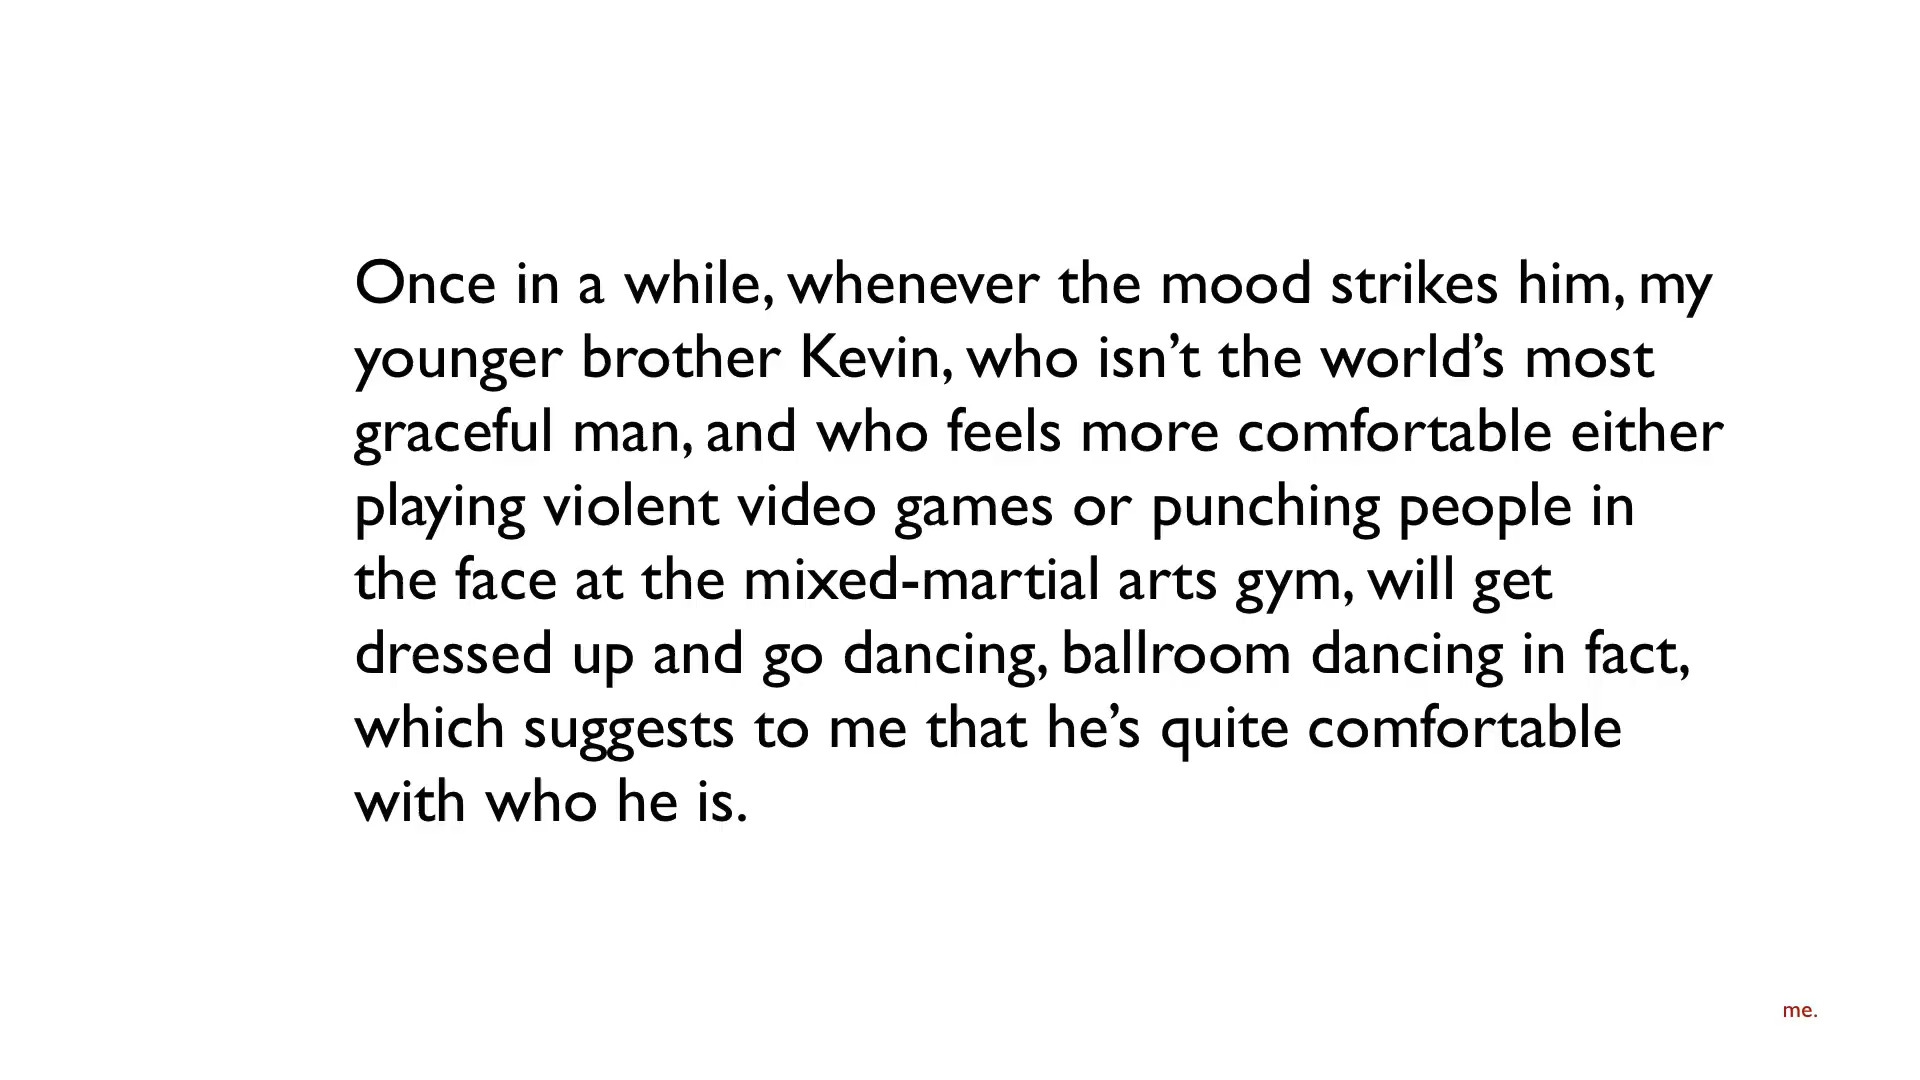 Once in a while, whenever the mood strikes him, my
younger brother Kevin, who isn’t the world’s most
graceful man, and who feels more comfortable either
playing violent video games or punching people in
the face at the mixed-martial arts gym, will get
dressed up and go dancing, ballroom dancing in fact,
which suggests to me that he’s quite comfortable
with who he is.
me.